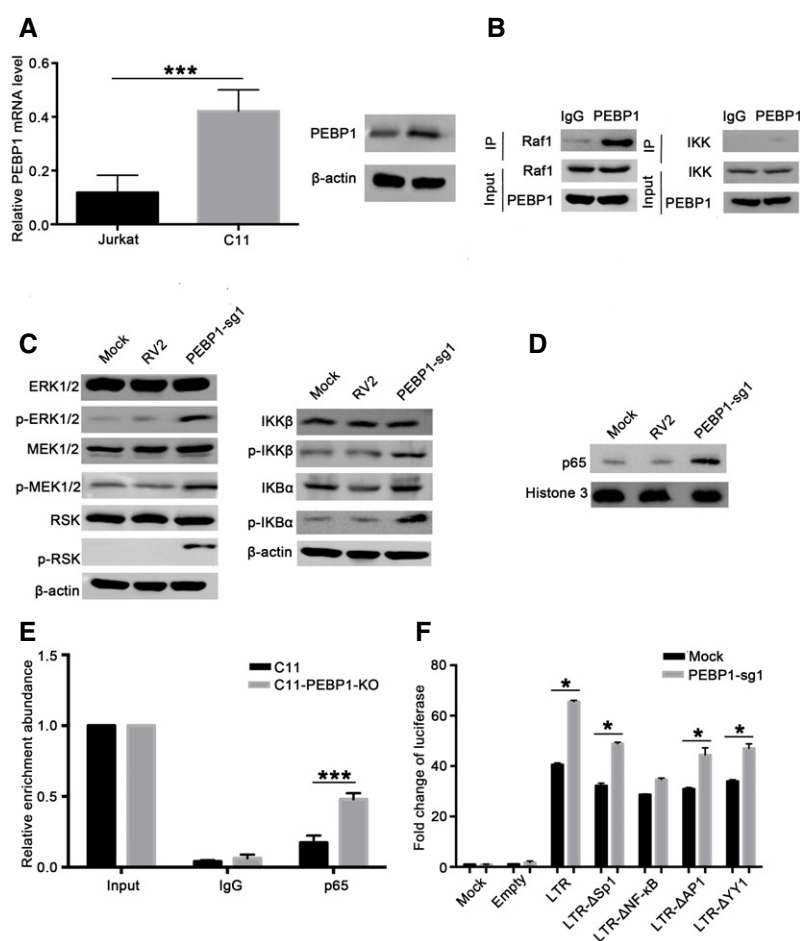 A
Relative PEBP1 mRNA level
0.6
0.4
0.2
0.0
***
Jurkat
C11
PEBP1
β-actin
B
IgG PEBP1
IP
Raf1
Input
Raf1
PEBP1
IgG PEBP1
IP
IKK
Input
IKK
PEBP1
C
Mock
RV2
PEBP1-sg1
ERK1/2
p-ERK1/2
MEK1/2
p-MEK1/2
RSK
p-RSK
β-actin
Mock
RV2
PEBP1-sg1
IKKβ
p-IKKβ
IKBα
p-IKBα
β-actin
D
Mock
RV2
PEBP1-sg1
p65
Histone 3
E
Relative enrichment abundance
1.5
1.0
0.5
0.0
C11
C11-PEBP1-KO
***
Input
IgG
p65
F
Fold change of luciferase
80
60
40
20
0
Mock
PEBP1-sg1
*
*
*
*
Mock
Empty
LTR
LTR-ΔSp1
LTR-ΔNF-κB
LTR-ΔAP1
LTR-ΔYY1